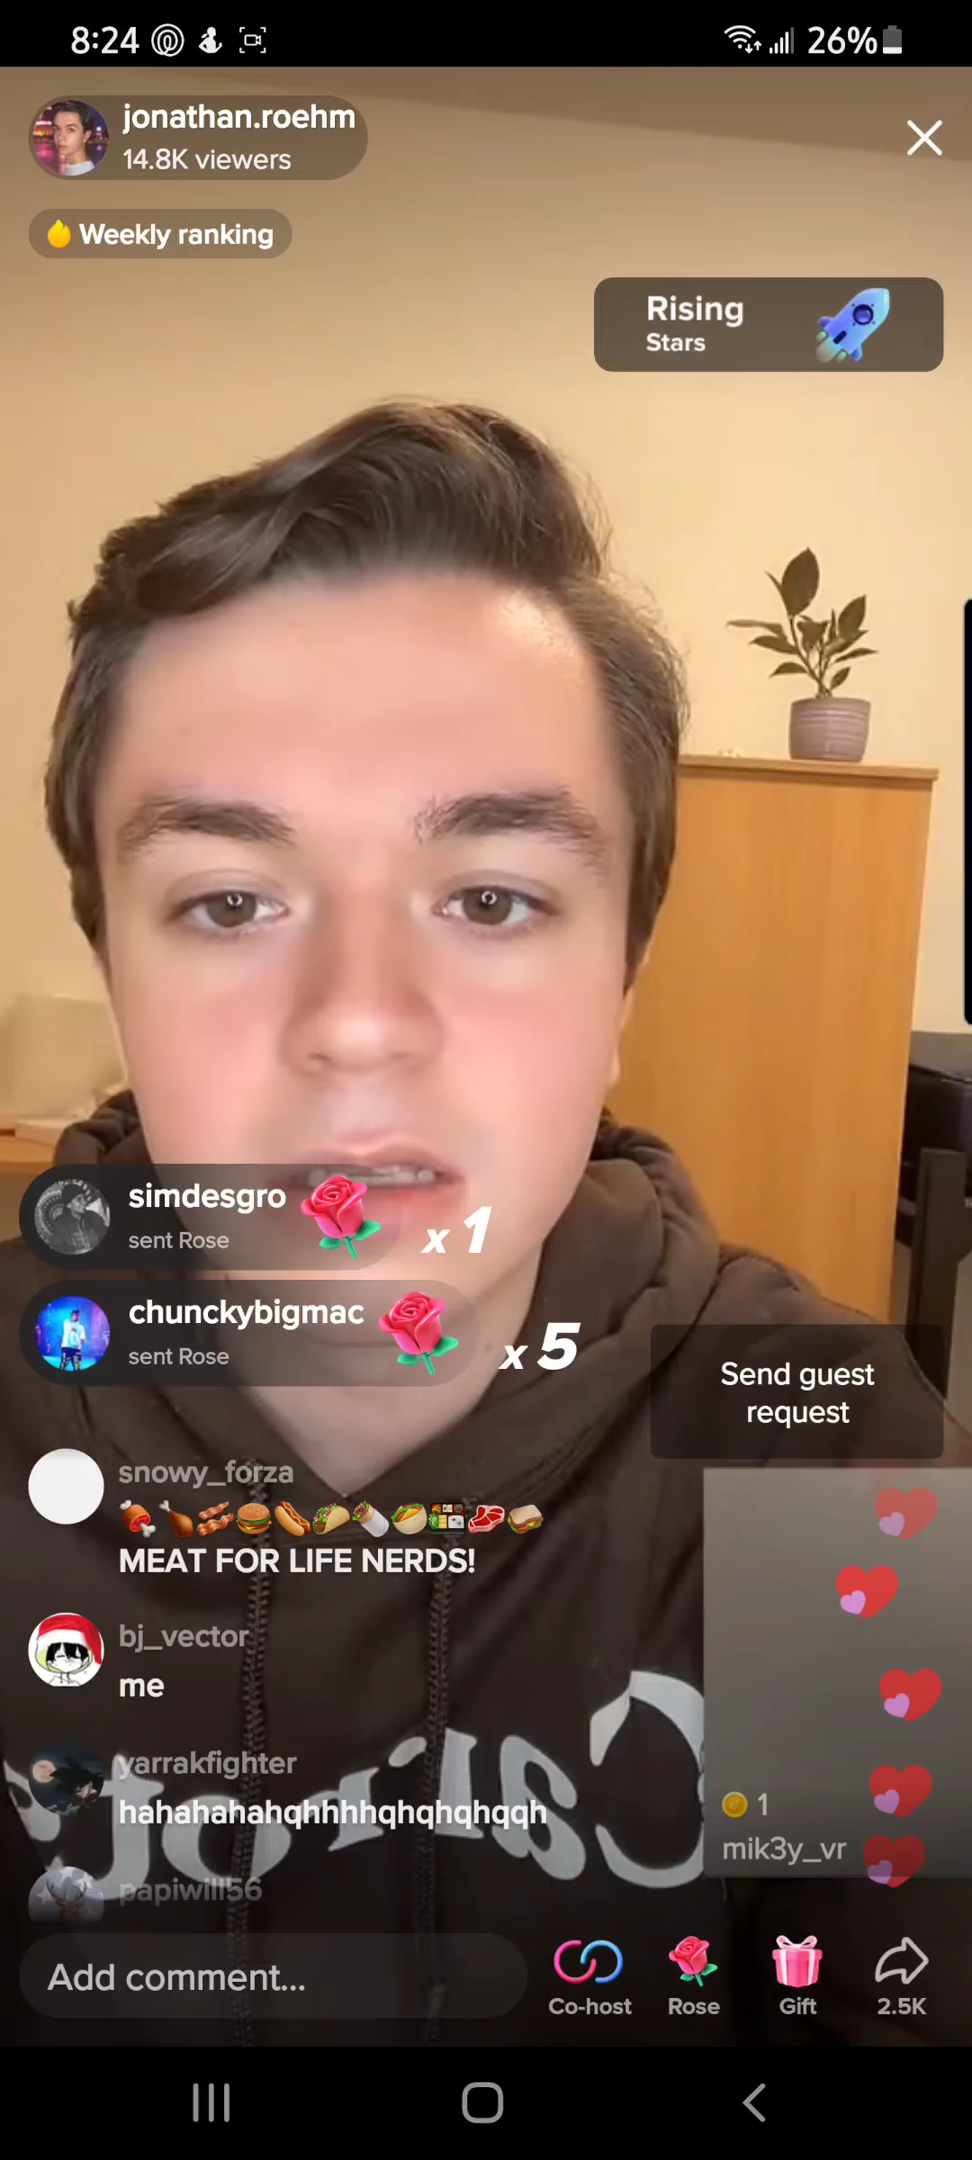 8:24
26%
jonathan.roehm
14.8K viewers
Weekly ranking
Rising
Stars
simdesgro
sent Rose
x 1
chunckybigmac
sent Rose
x 5
Send guest
request
snowy_forza
MEAT FOR LIFE NERDS!
bj_vector
me
yarrakfighter
hahahahahqhhhhqhqhqhqqh
papiwill56
1
mik3y_vr
Add comment...
Co-host
Rose
Gift
2.5K